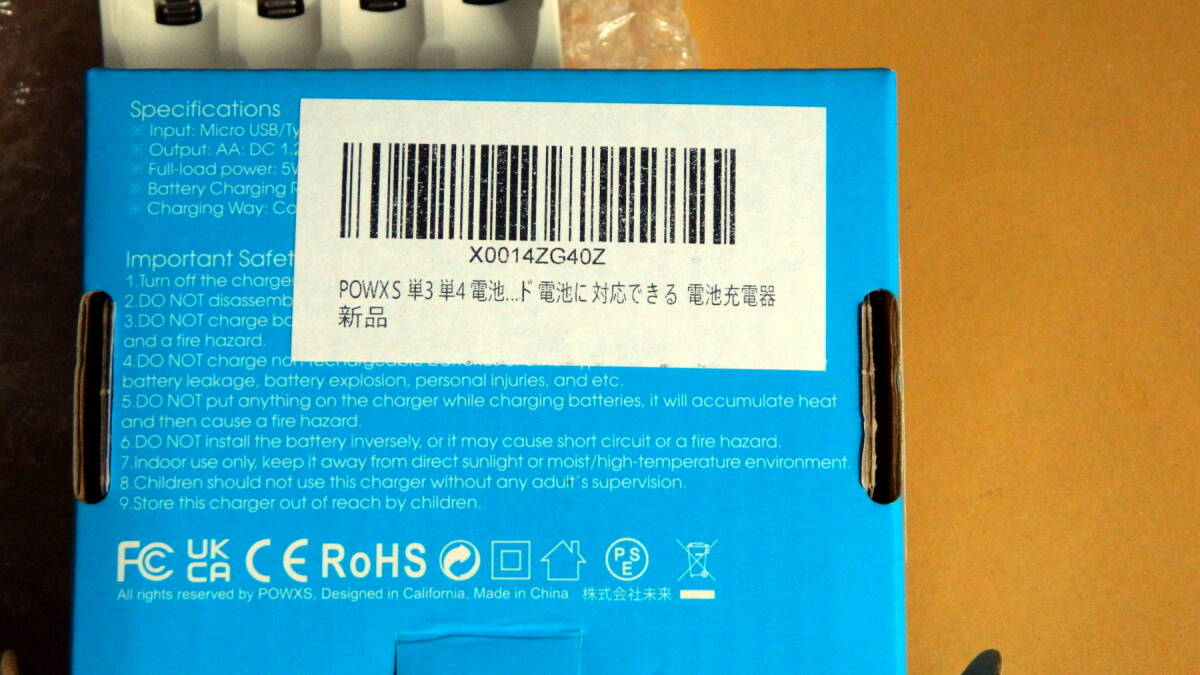 Specifications
※ Input: Micro USB/Ty
※ Output: AA: DC 1.2
※ Full-load power: 5W
※ Battery Charging
※ Charging Way: Co
X0014ZG40Z
POWXS 単3 単4 電池...ド 電池に 対応できる 電池充電器
新品
Important Safet
1.Turn off the charge
2.DO NOT disassemb
3.DO NOT charge
and a fire hazard.
4.DO NOT charge
battery leakage, battery explosion, personal injuries, and etc.
5.DO NOT put anything on the charger while charging batteries, it will accumulate heat
and then cause a fire hazard.
6.DO NOT install the battery inversely, or it may cause short circuit or a fire hazard.
7.Indoor use only, keep it away from direct sunlight or moist/high-temperature environment.
8.Children should not use this charger without any adult's supervision.
9.Store this charger out of reach by children.
FC UK CA CE RoHS PSE
All rights reserved by POWXS, Designed in California, Made in China 株式会社未来